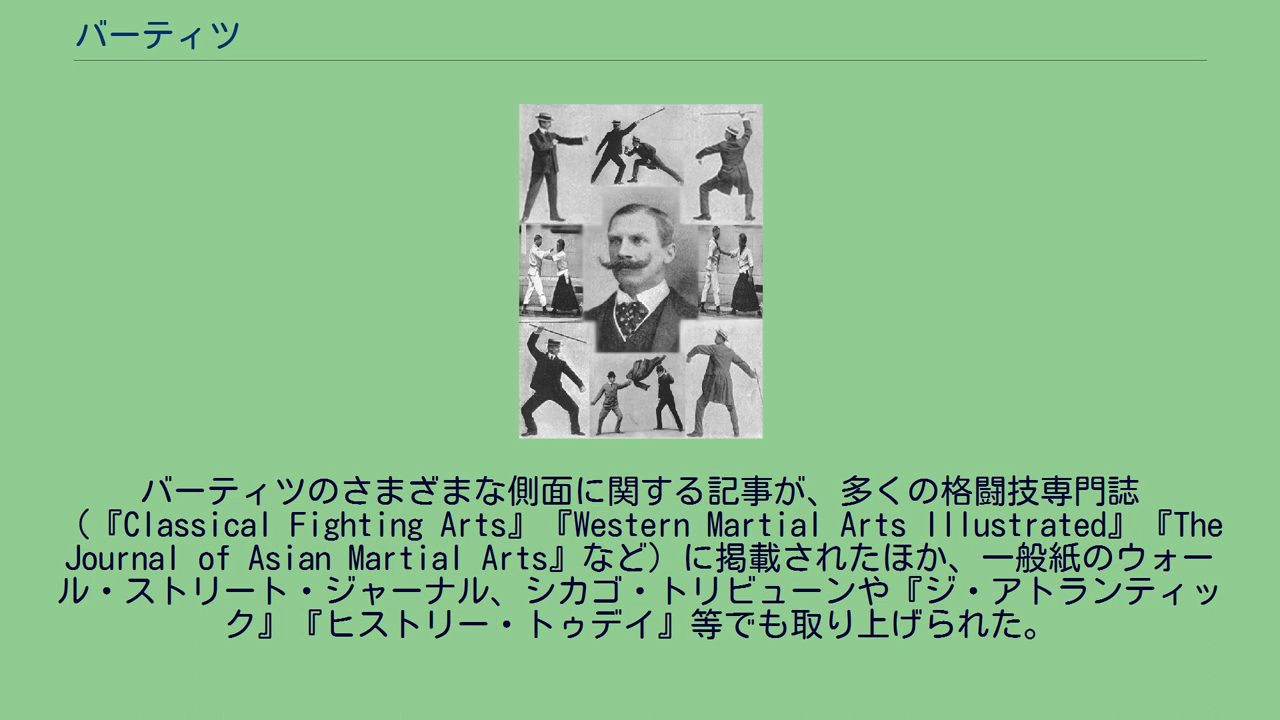 バーティツ
バーティツのさまざまな側面に関する記事が、多くの格闘技専門誌
（『Classical Fighting Arts』『Western Martial Arts Illustrated』『The
Journal of Asian Martial Arts』など）に掲載されたほか、一般紙のウォー
ル・ストリート・ジャーナル、シカゴ・トリビューンや『ジ・アトランティッ
ク』『ヒストリー・トゥデイ』等でも取り上げられた。